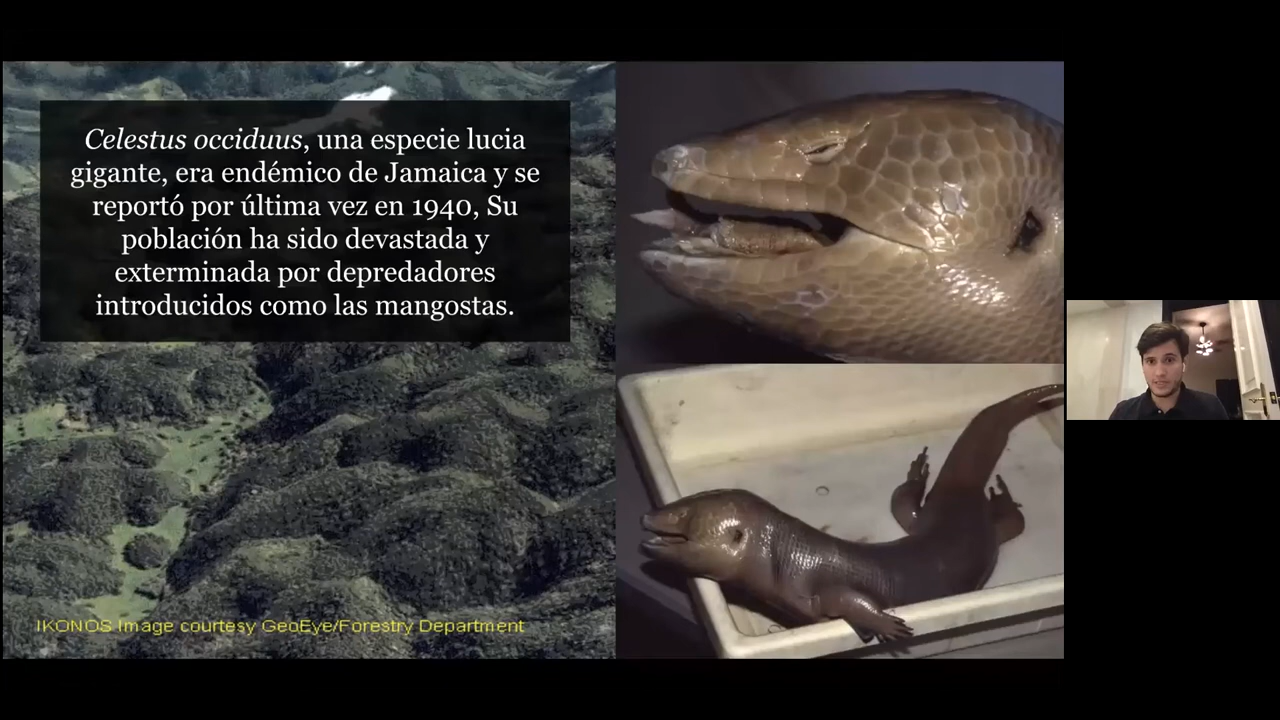 Celestus occiduus, una especie lucia
gigante, era endémico de Jamaica y se
reportó por última vez en 1940, Su
población ha sido devastada y
exterminada por depredadores
introducidos como las mangostas.
IKONOS Image courtesy GeoEye/Forestry Department